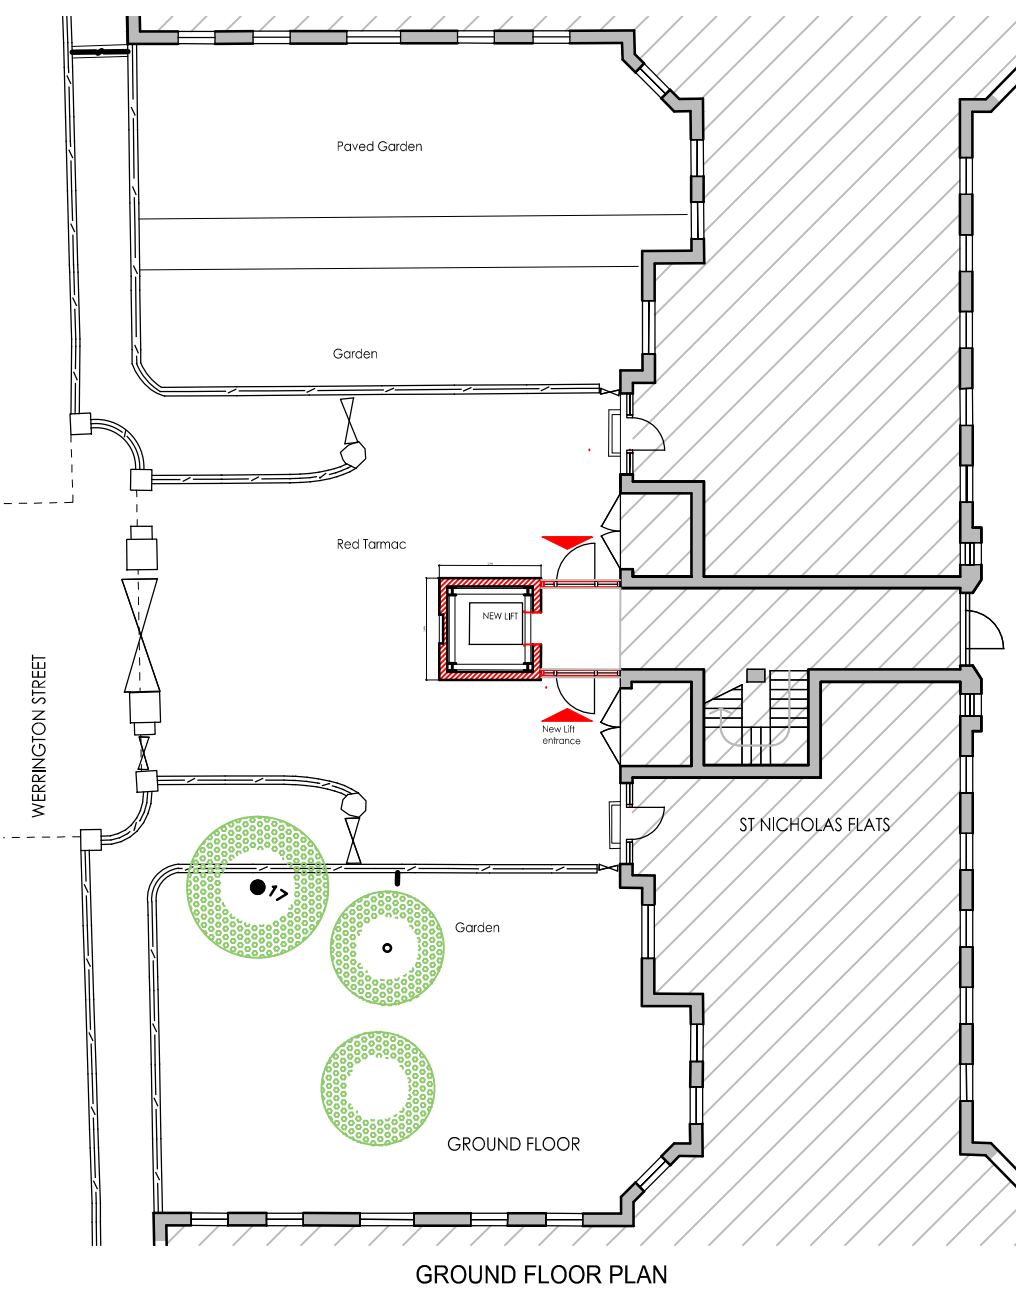 Paved Garden
Garden
Red Tarmac
NEW LIFT
WERRINGTON STREET
New Lift
entrance
ST NICHOLAS FLATS
17
Garden
GROUND FLOOR
GROUND FLOOR PLAN